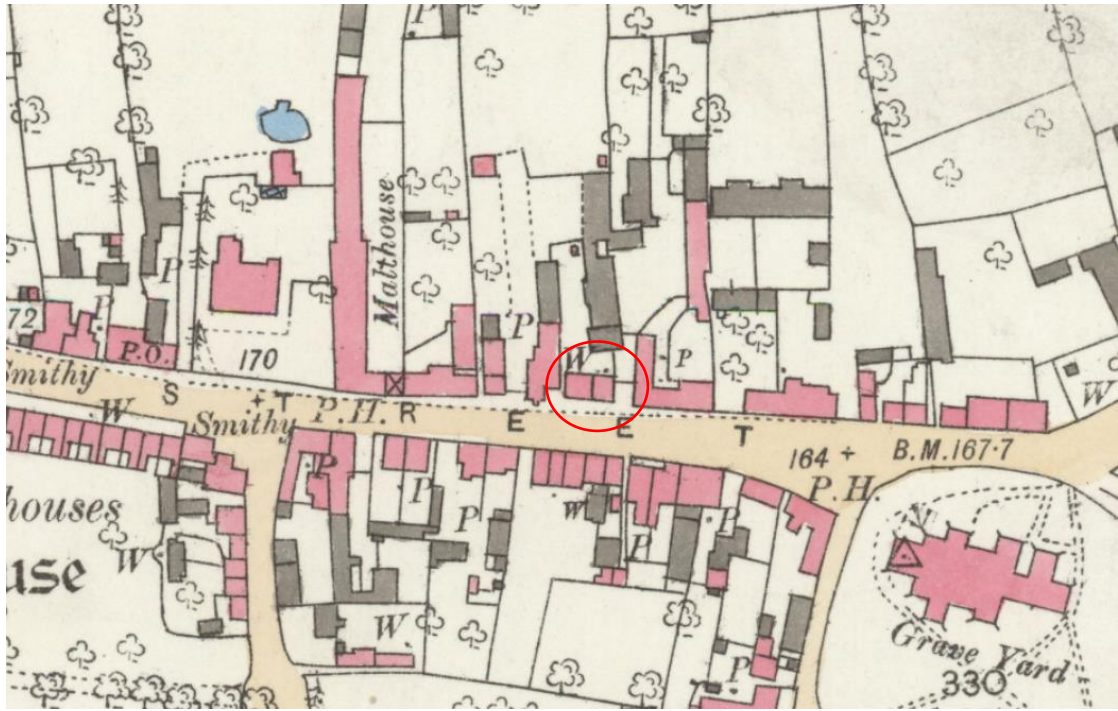 P
P
Malthouse
72
P
P
P.O.
170
P
W
P
W
Smithy
S T R E E T
W
Smithy
P.H.
164 +
B.M. 167·7
P.H.
P
P
P
W
P
houses
W
use
W
P
P
Grave Yard
330